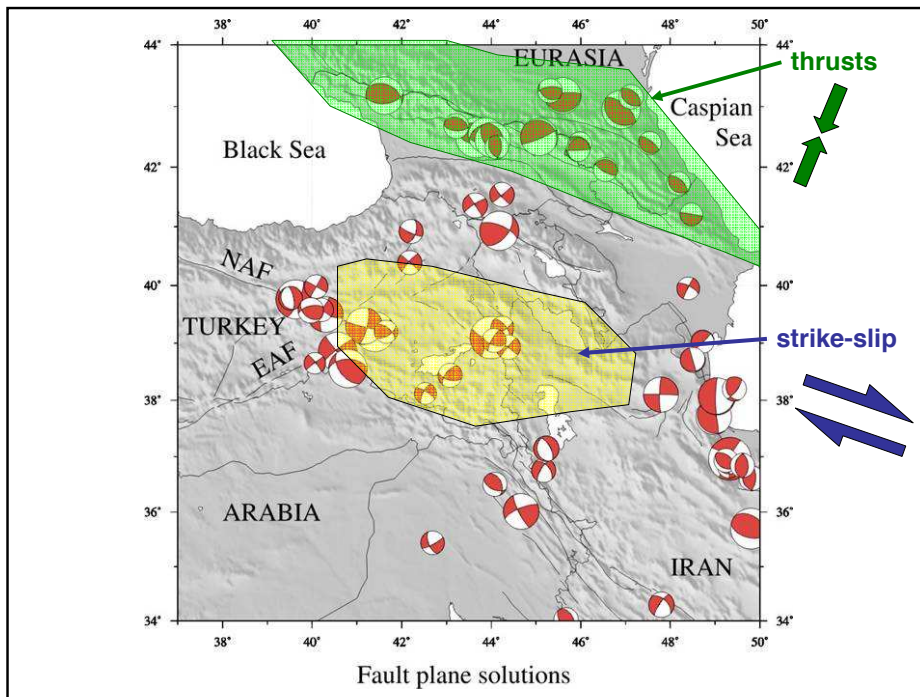 38° 40° 42° 44° 46° 48° 50°
44° 44°
EURASIA
thrusts
Caspian
Sea
Black Sea
42° 42°
40° 40°
NAF
TURKEY
EAF
strike-slip
38° 38°
36° 36°
ARABIA
IRAN
34° 34°
38° 40° 42° 44° 46° 48° 50°
Fault plane solutions